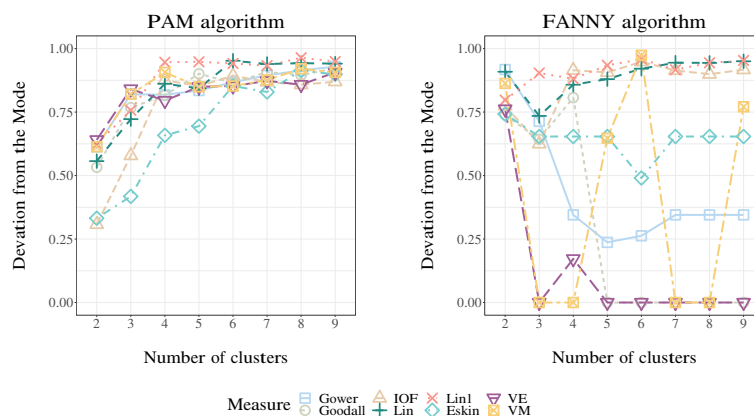 PAM algorithm
FANNY algorithm
Devation from the Mode
1.00
0.75
0.50
0.25
0.00
2 3 4 5 6 7 8 9
Number of clusters
Devation from the Mode
1.00
0.75
0.50
0.25
0.00
2 3 4 5 6 7 8 9
Number of clusters
Measure
Gower IOF Lin1 VE
Goodall Lin Eskin VM